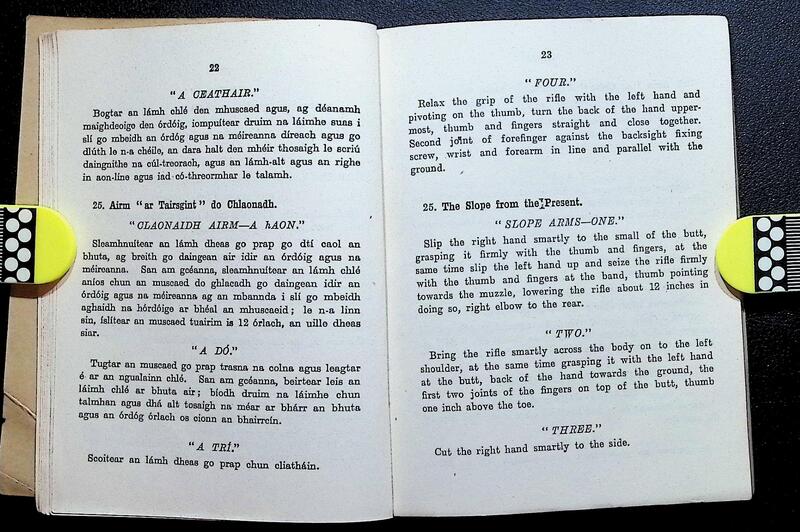 22
"A CEATHAIR."
Bogtar an lámh chlé den mhuscaed agus, ag déanamh
maighdeoige den órdóig, iompuítear druim na láimhe suas i
slí go mbeidh an órdóg agus na méireanna díreach agus go
dlúth le n-a chéile, an dara halt den mhéir thosaigh le scriú
daingnithe na cúl-treorach, agus an lámh-alt agus an righe
in aon-líne agus iad có-threormhar le talamh.
25. Airm "ar Tairsgint" do Chlaonadh.
"CLAONAIDH AIRM—A hAON."
Sleamhnuítear an lámh dheas go prap go dtí caol an
bhuta, ag breith go daingean air idir an órdóig agus na
méireanna. San am gcéanna, sleamhnuítear an lámh chlé
aníos chun an muscaed do ghlacadh go daingean idir an
órdóig agus na méireanna ag an mbannda i slí go mbeidh
aghaidh na hórdóige ar bhéal an mhuscaeid; le n-a linn
sin, íslítear an muscaed tuairim is 12 órlach, an uille dheas
siar.
"A DÓ."
Tugtar an muscaed go prap trasna na colna agus leagtar
é ar an ngualainn chlé. San am gcéanna, beirtear leis an
láimh chlé ar bhuta air; bíodh druim na láimhe chun
talmhan agus dhá alt tosaigh na méar ar bhárr an bhuta
agus an órdóg órlach os cionn an bhairrcín.
"A TRÍ."
Scoitear an lámh dheas go prap chun cliatháin.
23
"FOUR."
Relax the grip of the rifle with the left hand and
pivoting on the thumb, turn the back of the hand upper-
most, thumb and fingers straight and close together.
Second joint of forefinger against the backsight fixing
screw, wrist and forearm in line and parallel with the
ground.
25. The Slope from the Present.
"SLOPE ARMS—ONE."
Slip the right hand smartly to the small of the butt,
grasping it firmly with the thumb and fingers, at the
same time slip the left hand up and seize the rifle firmly
with the thumb and fingers at the band, thumb pointing
towards the muzzle, lowering the rifle about 12 inches in
doing so, right elbow to the rear.
"TWO."
Bring the rifle smartly across the body on to the left
shoulder, at the same time grasping it with the left hand
at the butt, back of the hand towards the ground, the
first two joints of the fingers on top of the butt, thumb
one inch above the toe.
"THREE."
Cut the right hand smartly to the side.